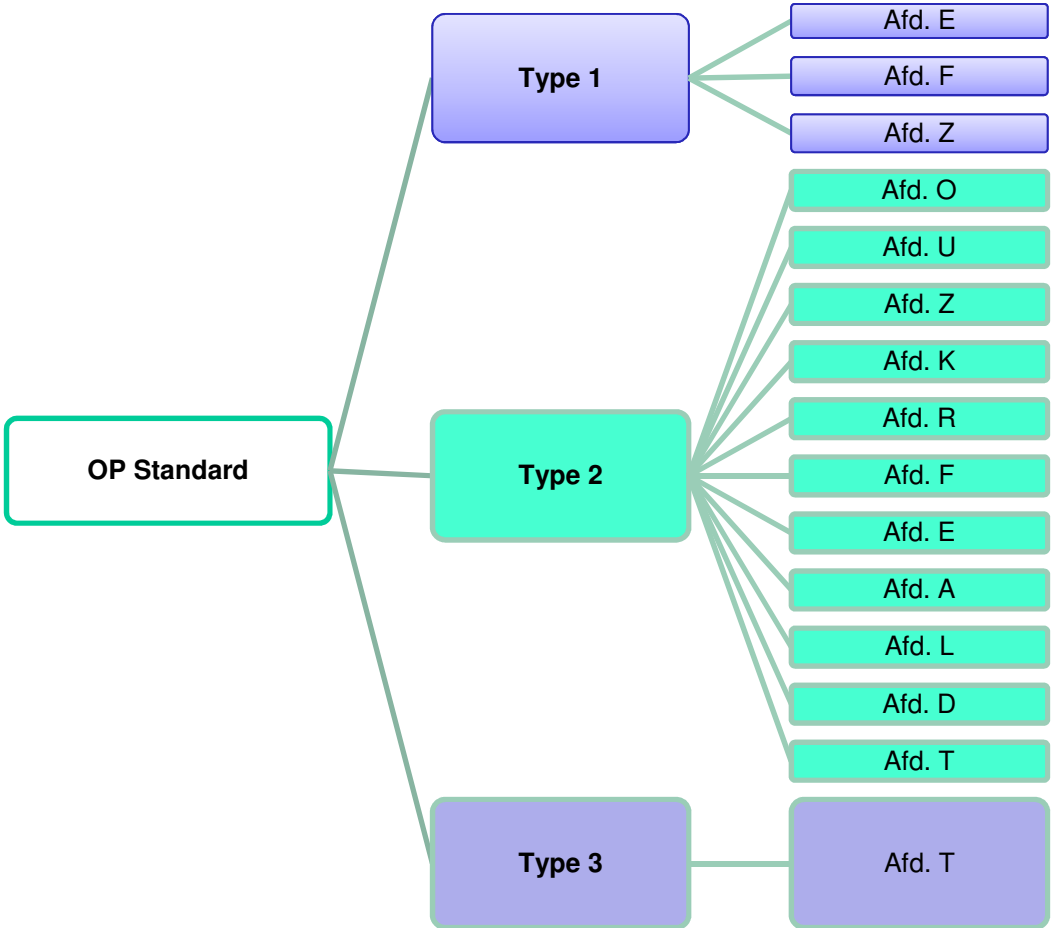 OP Standard
Type 1
Afd. E
Afd. F
Afd. Z
Type 2
Afd. O
Afd. U
Afd. Z
Afd. K
Afd. R
Afd. F
Afd. E
Afd. A
Afd. L
Afd. D
Afd. T
Type 3
Afd. T